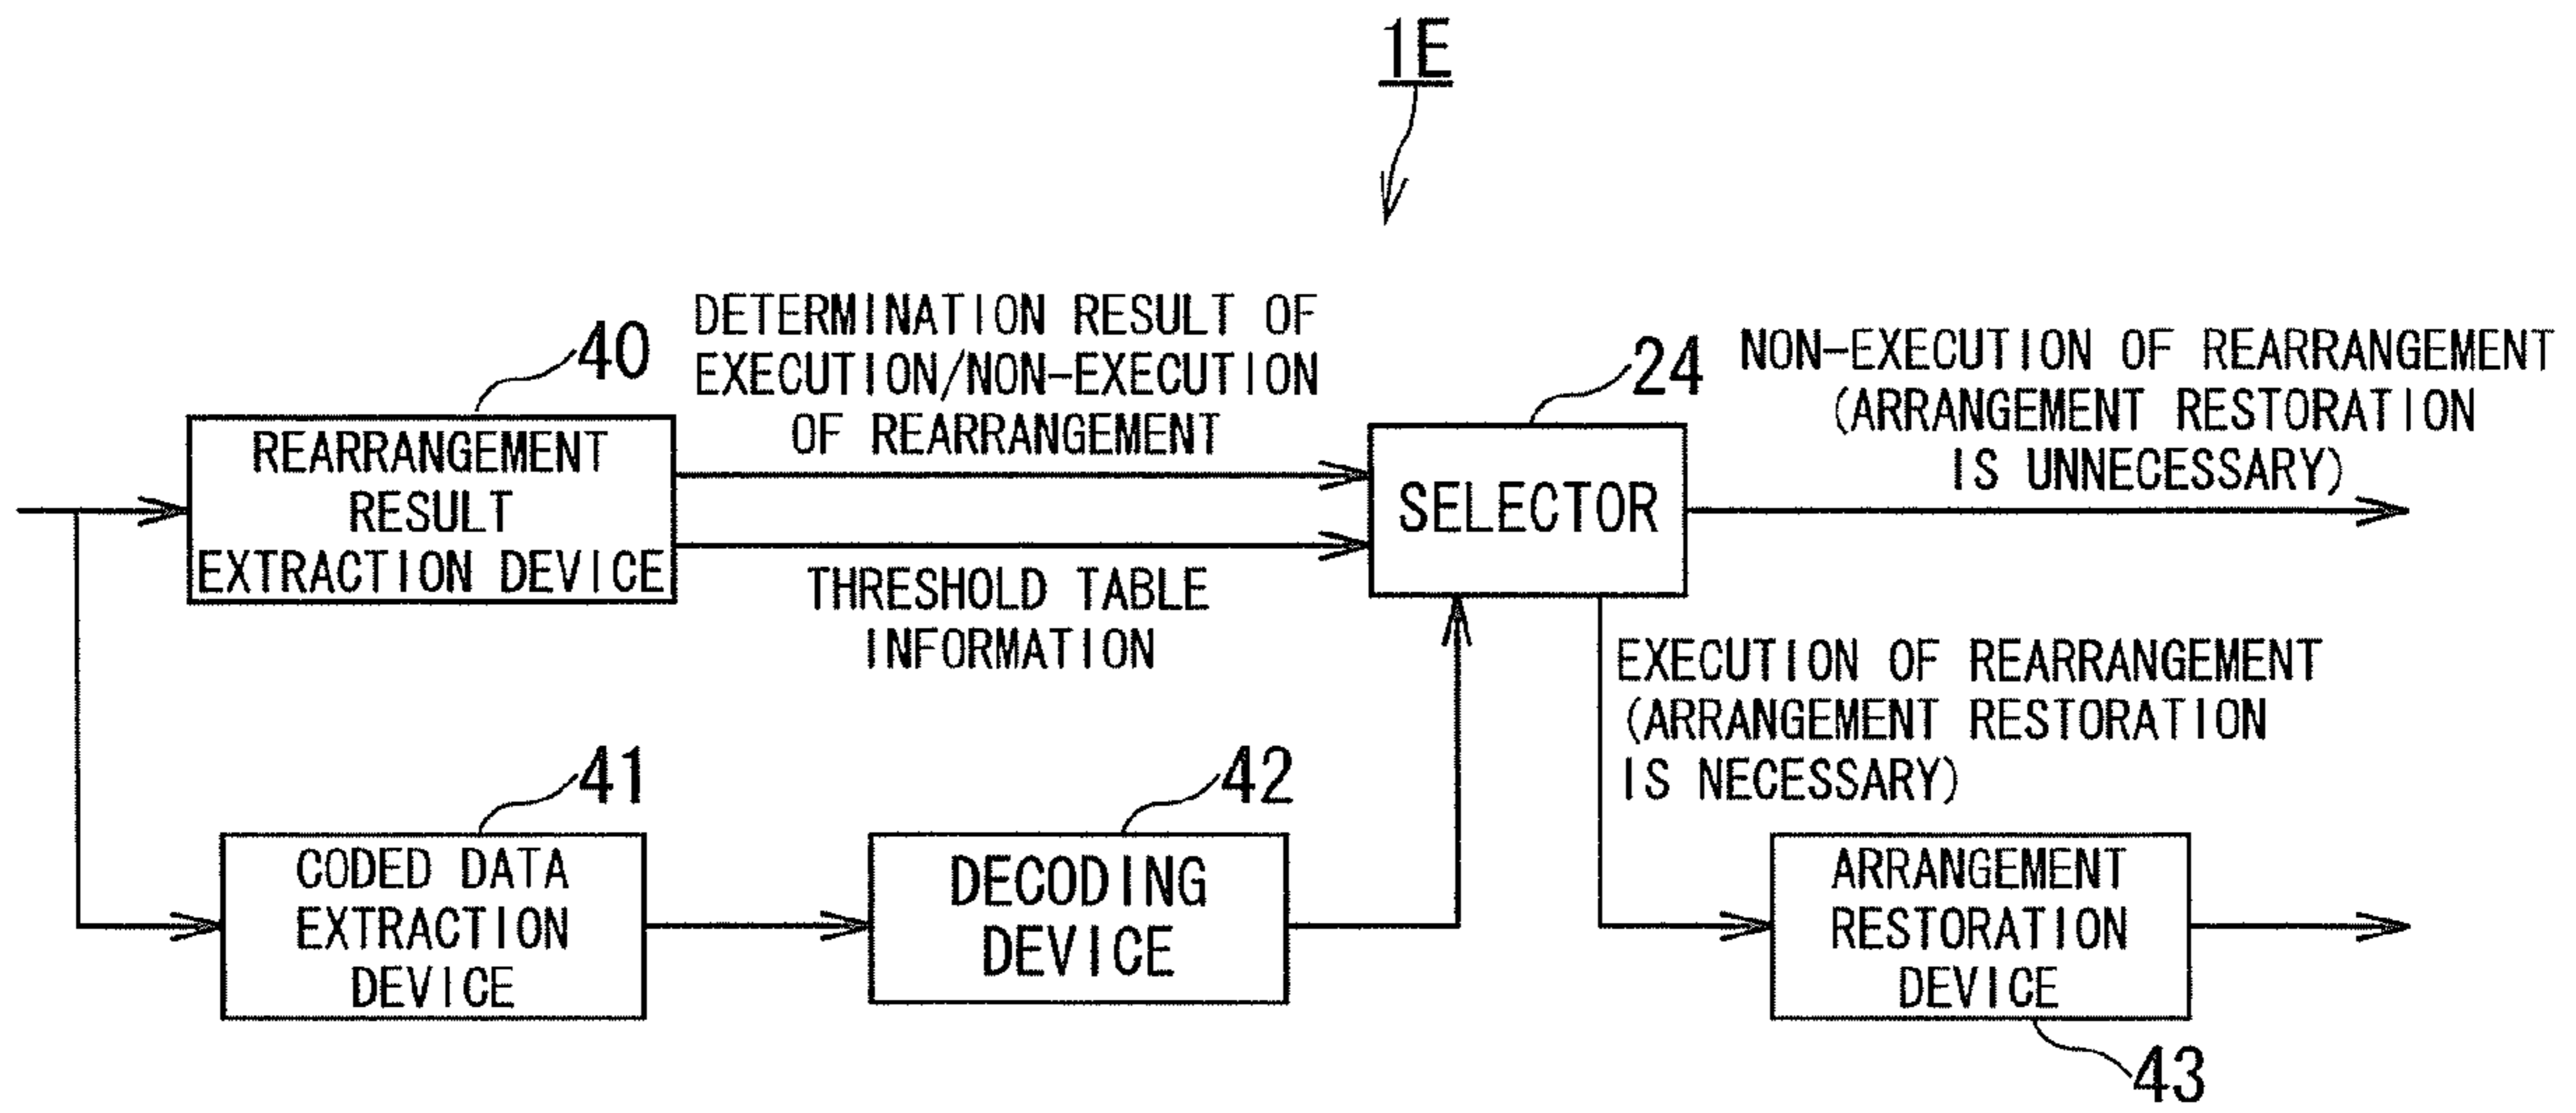 1E
40
DETERMINATION RESULT OF
EXECUTION/NON-EXECUTION
OF REARRANGEMENT
24
NON-EXECUTION OF REARRANGEMENT
(ARRANGEMENT RESTORATION
IS UNNECESSARY)
REARRANGEMENT
RESULT
EXTRACTION DEVICE
SELECTOR
THRESHOLD TABLE
INFORMATION
EXECUTION OF REARRANGEMENT
(ARRANGEMENT RESTORATION
IS NECESSARY)
41
CODED DATA
EXTRACTION
DEVICE
42
DECODING
DEVICE
ARRANGEMENT
RESTORATION
DEVICE
43